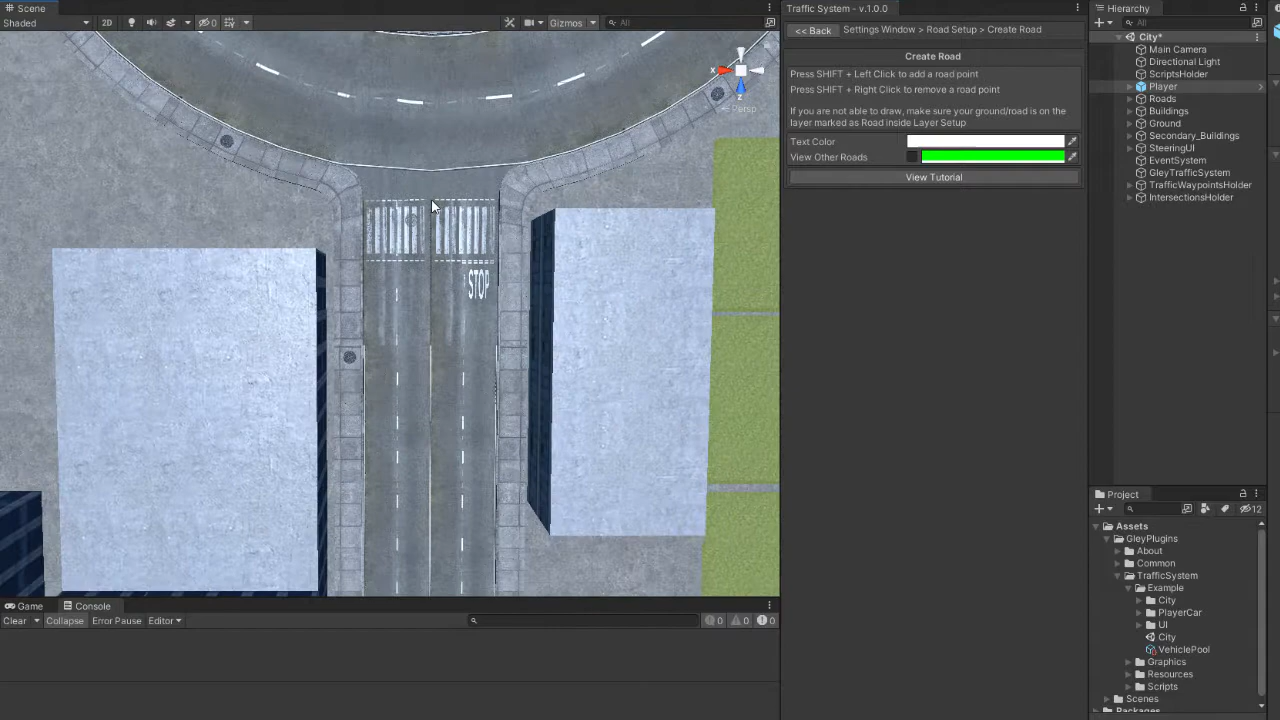 Scene
Shaded
2D
0
Gizmos
All
x
z
Persp
STOP
Game
Console
Clear
Collapse
Error Pause
Editor
0
0
0
Traffic System - v.1.0.0
<< Back
Settings Window > Road Setup > Create Road
Create Road
Press SHIFT + Left Click to add a road point
Press SHIFT + Right Click to remove a road point
If you are not able to draw, make sure your ground/road is on the
layer marked as Road inside Layer Setup
Text Color
View Other Roads
View Tutorial
Hierarchy
All
City*
Main Camera
Directional Light
ScriptsHolder
Player
Roads
Buildings
Ground
Secondary_Buildings
SteeringUI
EventSystem
GleyTrafficSystem
TrafficWaypointsHolder
IntersectionsHolder
Project
12
Assets
GleyPlugins
About
Common
TrafficSystem
Example
City
PlayerCar
UI
City
VehiclePool
Graphics
Resources
Scripts
Scenes
Packages